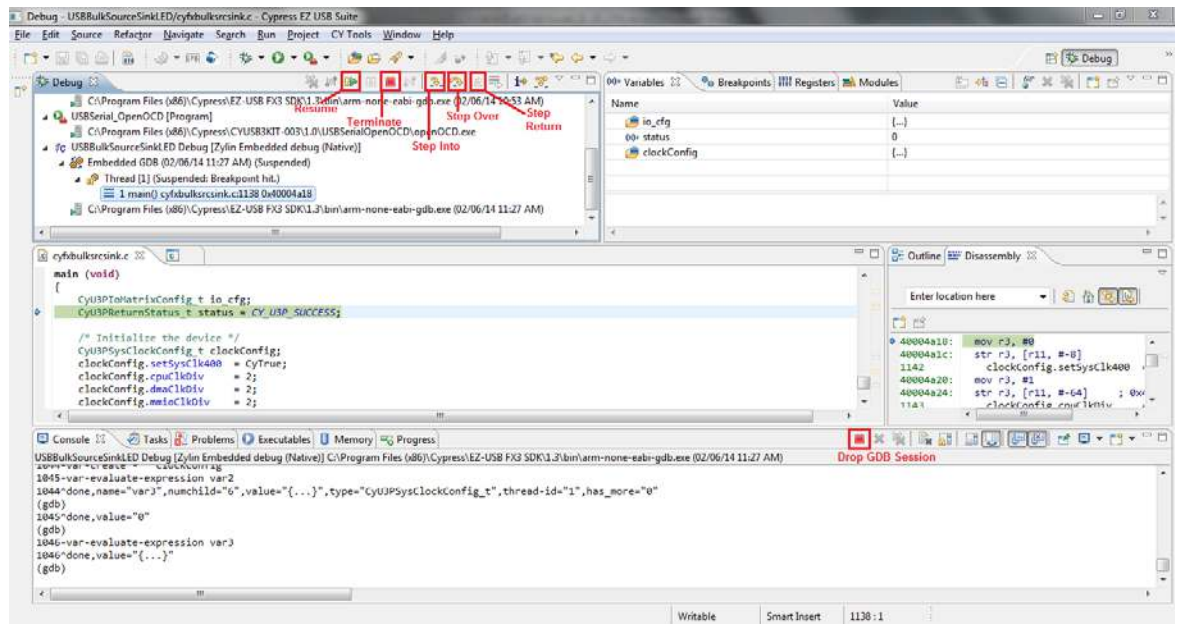 Debug - USBBulkSourceSinkLED/cyfxbulksrcsink.c - Cypress EZ USB Suite
File Edit Source Refactor Navigate Search Run Project CY Tools Window Help
Debug
Debug
C:\Program Files (x86)\Cypress\EZ-USB FX3 SDK\1.3\bin\arm-none-eabi-gdb.exe (02/06/14 10:53 AM)
USBSerial_OpenOCD [Program]
C:\Program Files (x86)\Cypress\CYUSB3KIT-003\1.0\USBSerialOpenOCD\openOCD.exe
USBBulkSourceSinkLED Debug [Zylin Embedded debug (Native)]
Embedded GDB (02/06/14 11:27 AM) (Suspended)
Thread [1] (Suspended: Breakpoint hit.)
1 main() cyfxbulksrcsink.c:1138 0x40004a18
C:\Program Files (x86)\Cypress\EZ-USB FX3 SDK\1.3\bin\arm-none-eabi-gdb.exe (02/06/14 11:27 AM)
Resume
Terminate
Step Into
Step Over
Step Return
Variables Breakpoints Registers Modules
Name Value
io_cfg {...}
status 0
clockConfig {...}
cyfxbulksrcsink.c
main (void)
{
CyU3PIoMatrixConfig_t io_cfg;
CyU3PReturnStatus_t status = CY_U3P_SUCCESS;
/* Initialize the device */
CyU3PSysClockConfig_t clockConfig;
clockConfig.setSysClk400 = CyTrue;
clockConfig.cpuClkDiv = 2;
clockConfig.dmaClkDiv = 2;
clockConfig.mmioClkDiv = 2;
Outline Disassembly
Enter location here
40004a18: mov r3, #0
40004a1c: str r3, [r11, #-8]
1142 clockConfig.setSysClk400
40004a20: mov r3, #1
40004a24: str r3, [r11, #-64] ; 0x
1143 clockConfig.cpuClkDiv
Console Tasks Problems Executables Memory Progress
Drop GDB Session
USBBulkSourceSinkLED Debug [Zylin Embedded debug (Native)] C:\Program Files (x86)\Cypress\EZ-USB FX3 SDK\1.3\bin\arm-none-eabi-gdb.exe (02/06/14 11:27 AM)
1044-var-create - * clockConfig
1045-var-evaluate-expression var2
1044^done,name="var3",numchild="6",value="{...}",type="CyU3PSysClockConfig_t",thread-id="1",has_more="0"
(gdb)
1045^done,value="0"
(gdb)
1046-var-evaluate-expression var3
1046^done,value="{...}"
(gdb)
Writable Smart Insert 1138 : 1